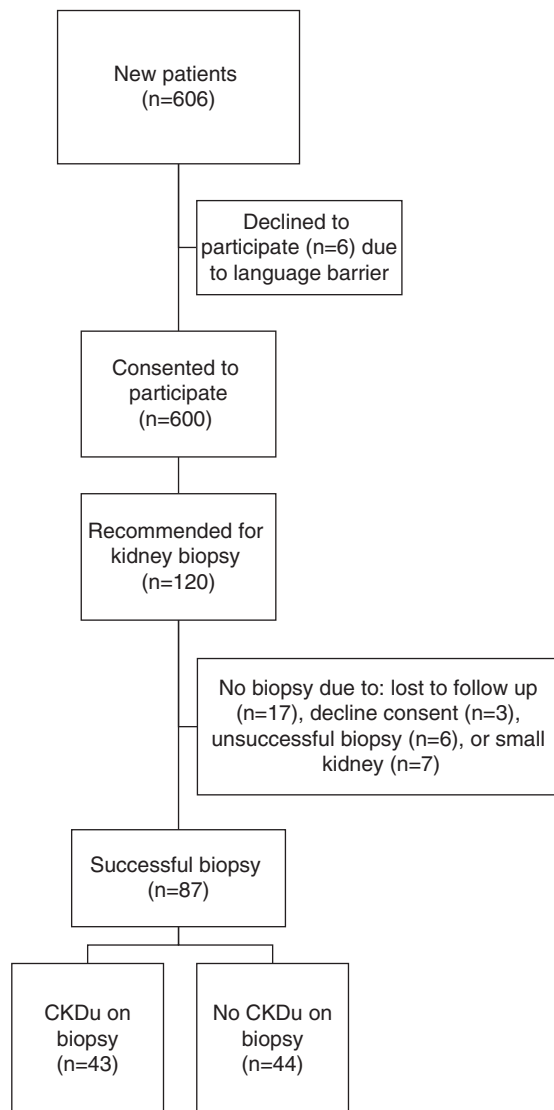 New patients
(n=606)
Declined to
participate (n=6) due
to language barrier
Consented to
participate
(n=600)
Recommended for
kidney biopsy
(n=120)
No biopsy due to: lost to follow up
(n=17), decline consent (n=3),
unsuccessful biopsy (n=6), or small
kidney (n=7)
Successful biopsy
(n=87)
CKDu on
biopsy
(n=43)
No CKDu on
biopsy
(n=44)